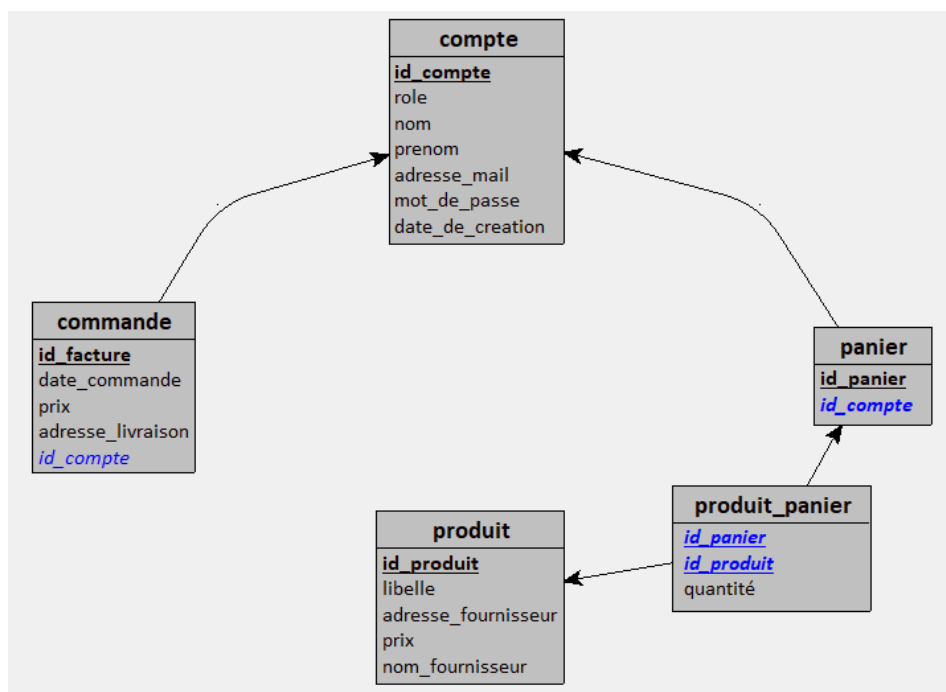 compte
id_compte
role
nom
prenom
adresse_mail
mot_de_passe
date_de_creation
commande
id_facture
date_commande
prix
adresse_livraison
id_compte
panier
id_panier
id_compte
produit_panier
id_panier
id_produit
quantité
produit
id_produit
libelle
adresse_fournisseur
prix
nom_fournisseur